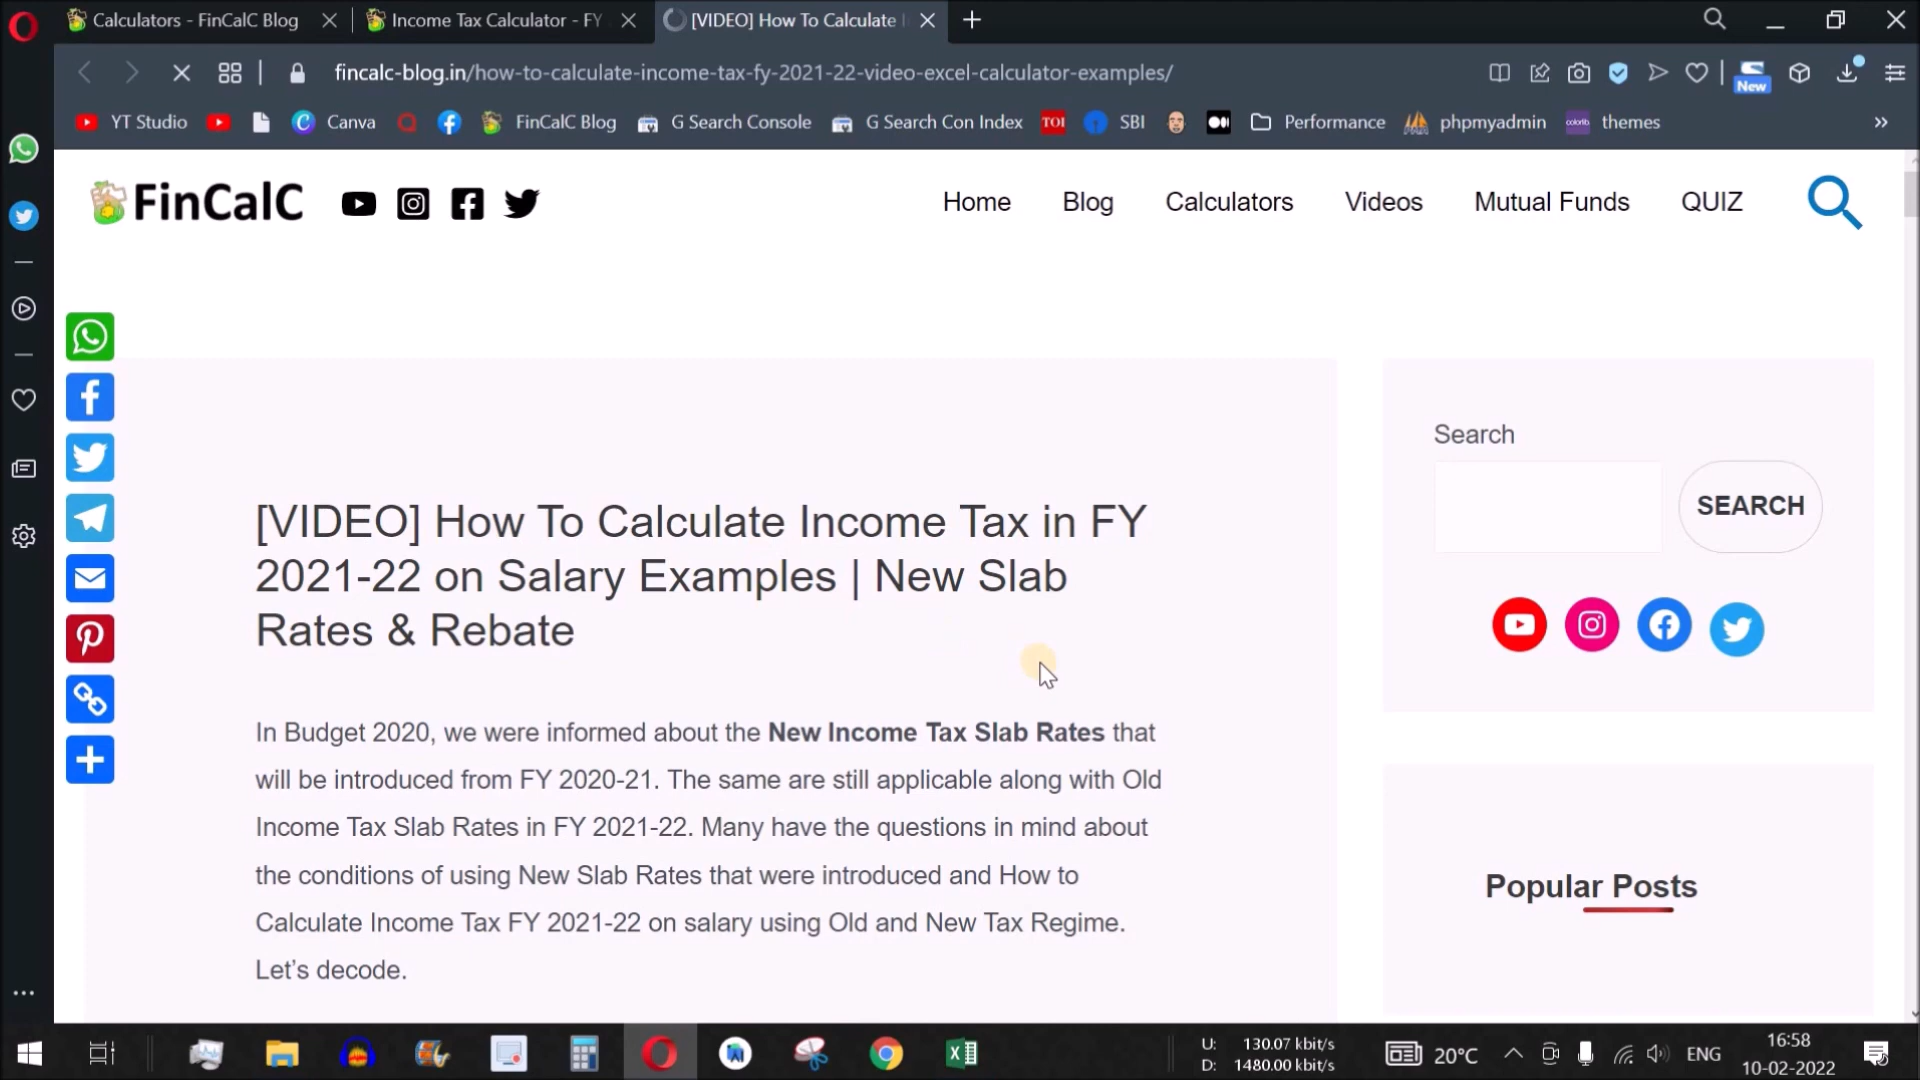 Calculators - FinCalC Blog
Income Tax Calculator - FY
[VIDEO] How To Calculate I
fincalc-blog.in/how-to-calculate-income-tax-fy-2021-22-video-excel-calculator-examples/
New
YT Studio
Canva
FinCalC Blog
G Search Console
G Search Con Index
TOI
SBI
Performance
phpmyadmin
colorlib
themes
FinCalC
Home
Blog
Calculators
Videos
Mutual Funds
QUIZ
[VIDEO] How To Calculate Income Tax in FY
2021-22 on Salary Examples | New Slab
Rates & Rebate
In Budget 2020, we were informed about the New Income Tax Slab Rates that
will be introduced from FY 2020-21. The same are still applicable along with Old
Income Tax Slab Rates in FY 2021-22. Many have the questions in mind about
the conditions of using New Slab Rates that were introduced and How to
Calculate Income Tax FY 2021-22 on salary using Old and New Tax Regime.
Let’s decode.
Search
SEARCH
Popular Posts
U: 130.07 kbit/s
D: 1480.00 kbit/s
20°C
ENG
16:58
10-02-2022